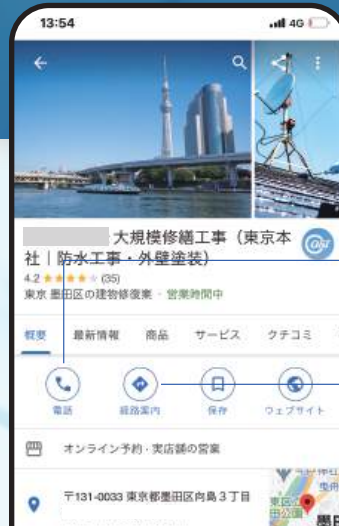 13:54
4G
大規模修繕工事（東京本
社｜防水工事・外壁塗装）
4.2 (35)
東京 墨田区の建物修復業・営業時間中
概要 最新情報 商品 サービス クチコミ
電話 経路案内 保存 ウェブサイト
オンライン予約・実店舗の営業
〒131-0033 東京都墨田区向島３丁目